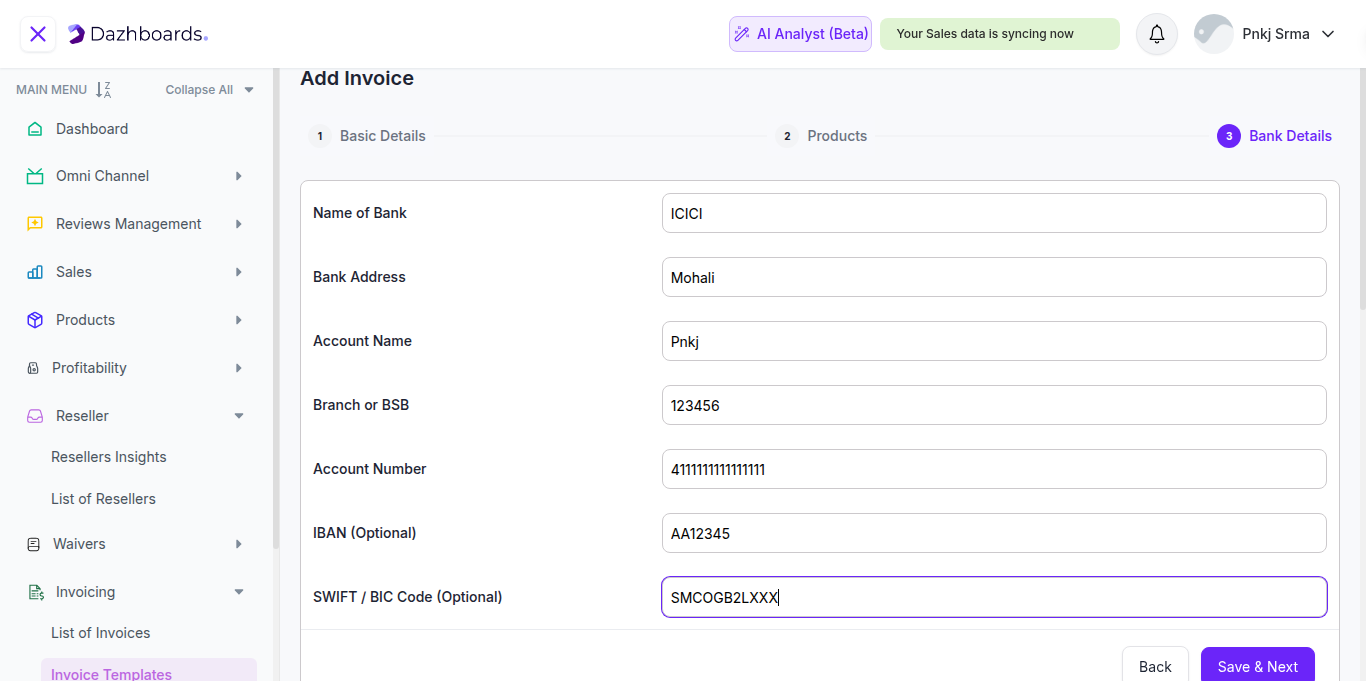 Dazhboards.
AI Analyst (Beta)
Your Sales data is syncing now
Pnkj Srma
MAIN MENU
Z
A
Collapse All
Dashboard
Omni Channel
Reviews Management
Sales
Products
Profitability
Reseller
Resellers Insights
List of Resellers
Waivers
Invoicing
List of Invoices
Invoice Templates
Add Invoice
1 Basic Details
2 Products
3 Bank Details
Name of Bank
ICICI
Bank Address
Mohali
Account Name
Pnkj
Branch or BSB
123456
Account Number
4111111111111111
IBAN (Optional)
AA12345
SWIFT / BIC Code (Optional)
SMCOGB2LXXX
Back
Save & Next